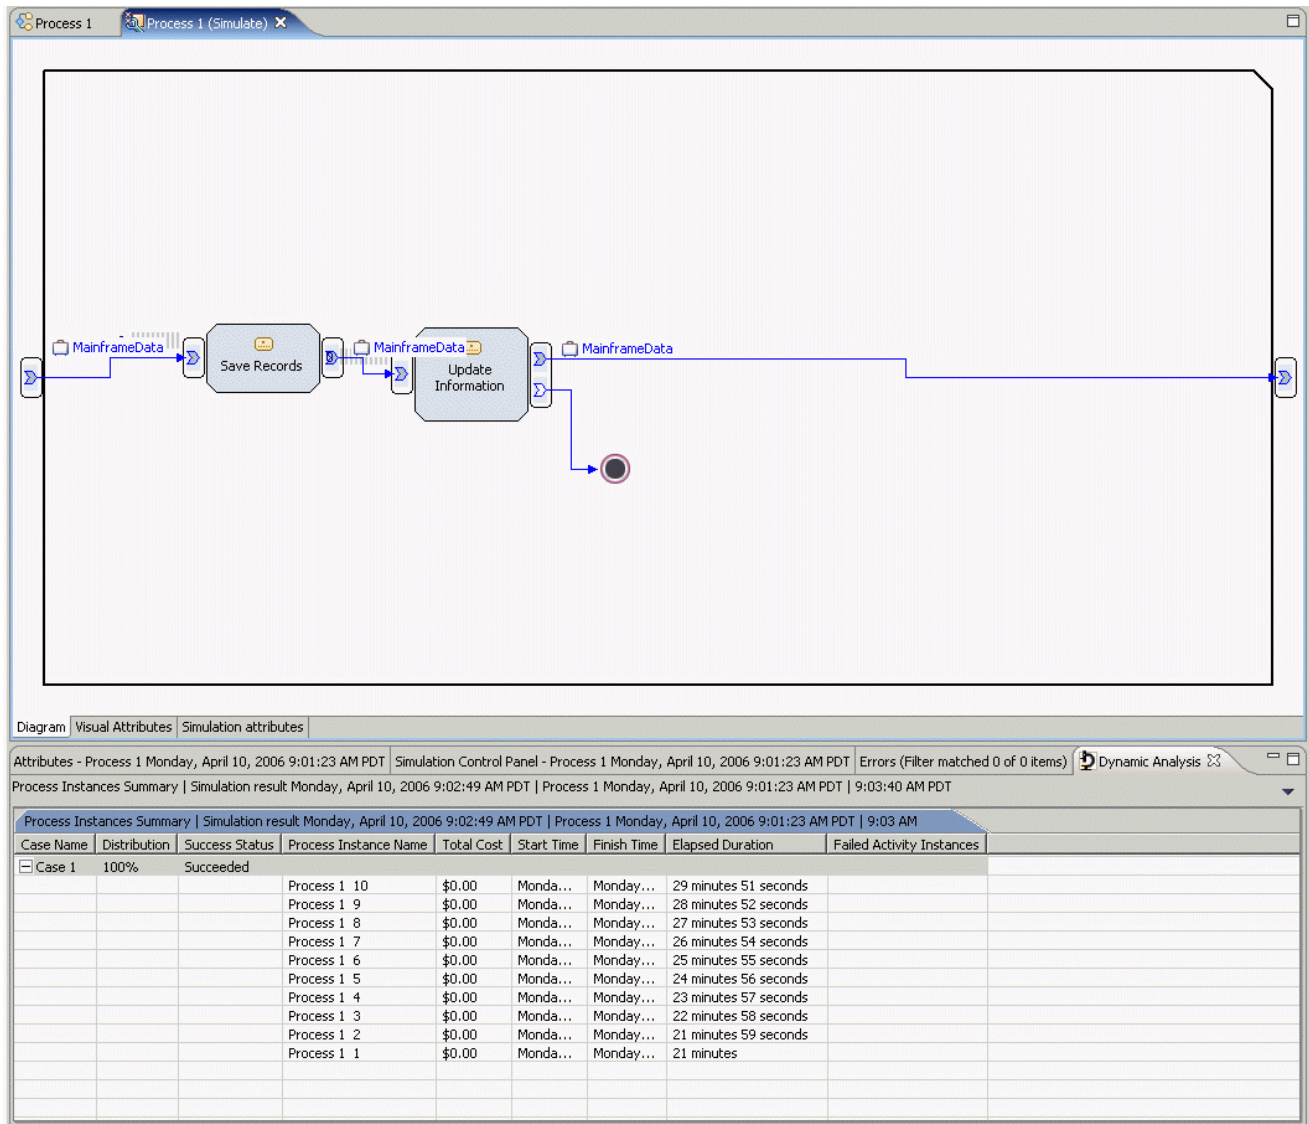 Process 1 Process 1 (Simulate)
MainframeData MainframeData MainframeData
Save Records
Update
Information
Diagram Visual Attributes Simulation attributes
Attributes - Process 1 Monday, April 10, 2006 9:01:23 AM PDT Simulation Control Panel - Process 1 Monday, April 10, 2006 9:01:23 AM PDT Errors (Filter matched 0 of 0 items) Dynamic Analysis
Process Instances Summary | Simulation result Monday, April 10, 2006 9:02:49 AM PDT | Process 1 Monday, April 10, 2006 9:01:23 AM PDT | 9:03:40 AM PDT
Process Instances Summary | Simulation result Monday, April 10, 2006 9:02:49 AM PDT | Process 1 Monday, April 10, 2006 9:01:23 AM PDT | 9:03 AM
Case Name Distribution Success Status Process Instance Name Total Cost Start Time Finish Time Elapsed Duration Failed Activity Instances
Case 1 100% Succeeded
Process 1 10 $0.00 Monda... Monday... 29 minutes 51 seconds
Process 1 9 $0.00 Monda... Monday... 28 minutes 52 seconds
Process 1 8 $0.00 Monda... Monday... 27 minutes 53 seconds
Process 1 7 $0.00 Monda... Monday... 26 minutes 54 seconds
Process 1 6 $0.00 Monda... Monday... 25 minutes 55 seconds
Process 1 5 $0.00 Monda... Monday... 24 minutes 56 seconds
Process 1 4 $0.00 Monda... Monday... 23 minutes 57 seconds
Process 1 3 $0.00 Monda... Monday... 22 minutes 58 seconds
Process 1 2 $0.00 Monda... Monday... 21 minutes 59 seconds
Process 1 1 $0.00 Monda... Monday... 21 minutes